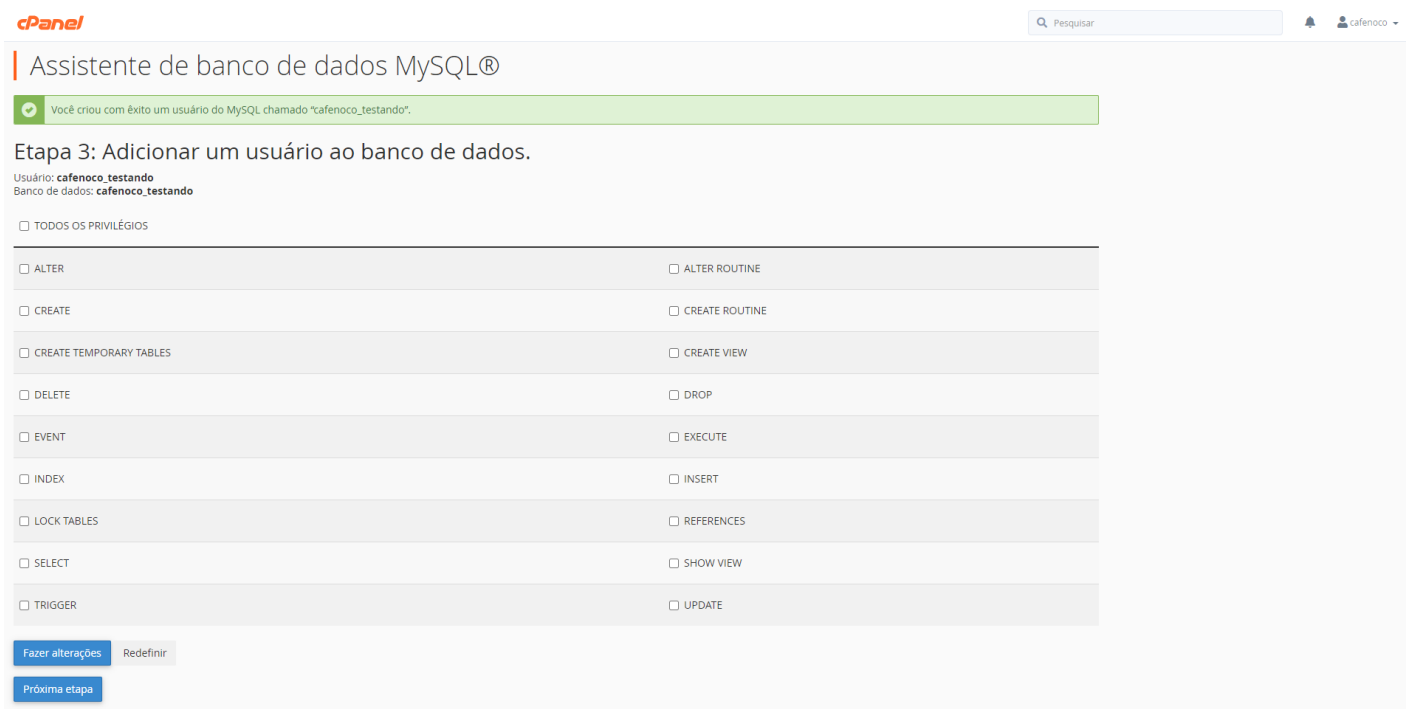 cPanel
Pesquisar
cafenoco
Assistente de banco de dados MySQL®
Você criou com êxito um usuário do MySQL chamado “cafenoco_testando”.
Etapa 3: Adicionar um usuário ao banco de dados.
Usuário: cafenoco_testando
Banco de dados: cafenoco_testando
TODOS OS PRIVILÉGIOS
ALTER
ALTER ROUTINE
CREATE
CREATE ROUTINE
CREATE TEMPORARY TABLES
CREATE VIEW
DELETE
DROP
EVENT
EXECUTE
INDEX
INSERT
LOCK TABLES
REFERENCES
SELECT
SHOW VIEW
TRIGGER
UPDATE
Fazer alterações
Redefinir
Próxima etapa